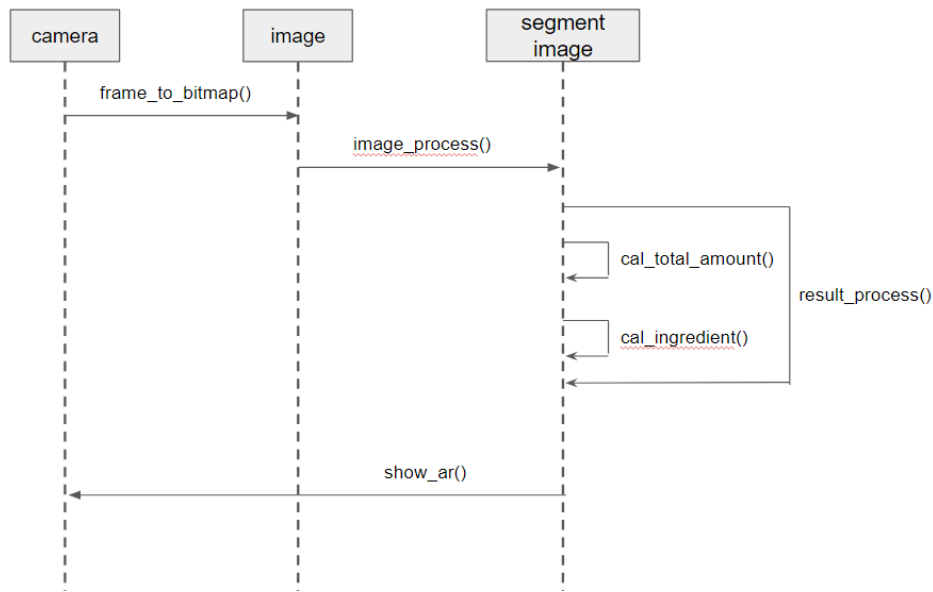 camera
image
segment
image
frame_to_bitmap()
image_process()
cal_total_amount()
result_process()
cal_ingredient()
show_ar()